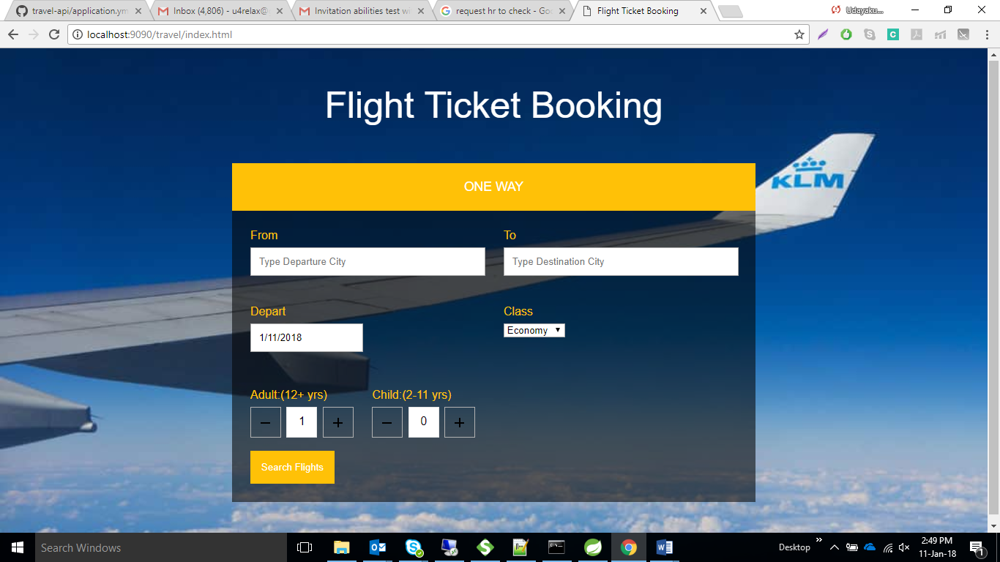 travel-api/application.ym
Inbox (4,806) - u4relax@
Invitation abilities test wi
request hr to check - Goo
Flight Ticket Booking
Udayaku...
localhost:9090/travel/index.html
Flight Ticket Booking
KLM
ONE WAY
From
To
Type Departure City
Type Destination City
Depart
Class
1/11/2018
Economy
Adult:(12+ yrs)
Child:(2-11 yrs)
− 1 +
− 0 +
Search Flights
Search Windows
Desktop
2:49 PM
11-Jan-18
1